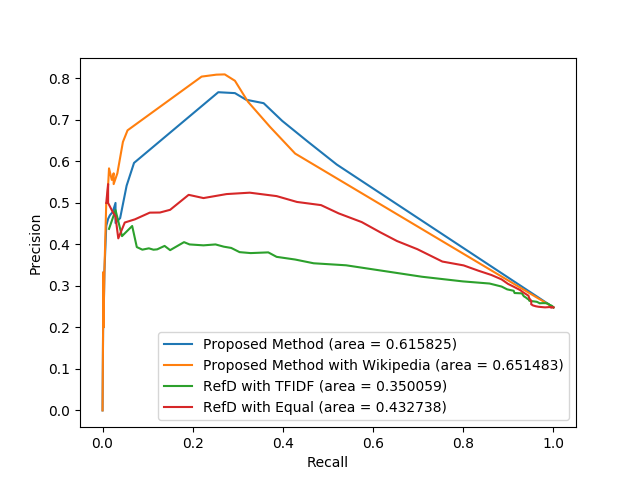 0.8
0.7
0.6
0.5
0.4
0.3
0.2
0.1
0.0
Precision
Proposed Method (area = 0.615825)
Proposed Method with Wikipedia (area = 0.651483)
RefD with TFIDF (area = 0.350059)
RefD with Equal (area = 0.432738)
0.0 0.2 0.4 0.6 0.8 1.0
Recall